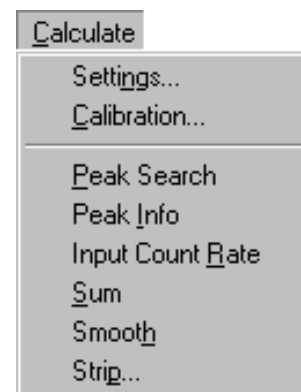 Calculate
Settings...
Calibration...
Peak Search
Peak Info
Input Count Rate
Sum
Smooth
Strip...